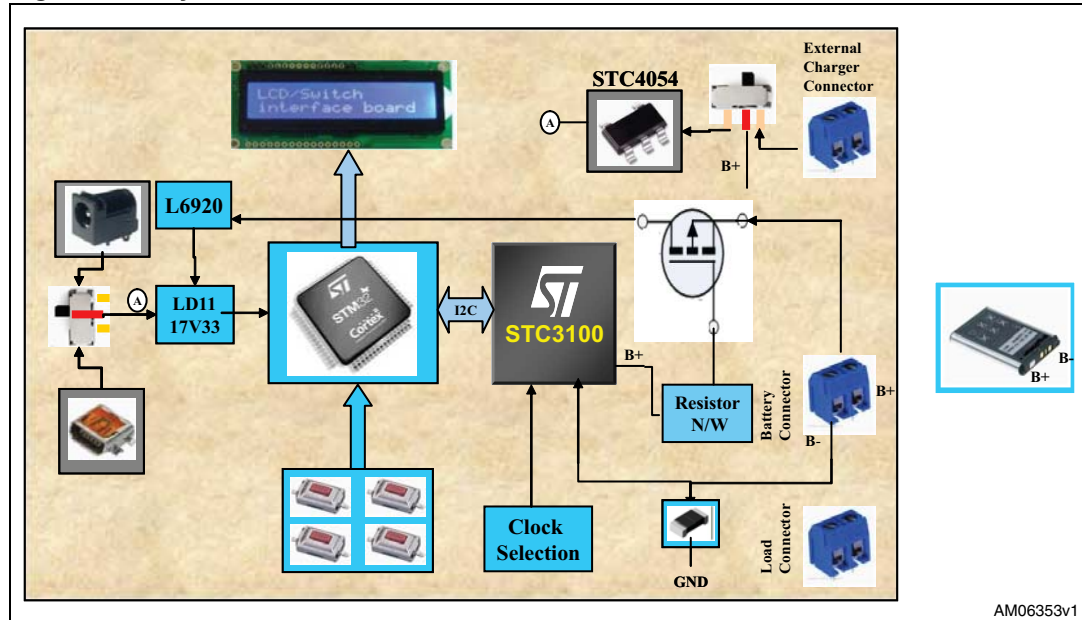 External
Charger
Connector
STC4054
LCD/Switch
interface board
A
B+
L6920
A
LD11
17V33
STM32
Cortex
I2C
STC3100
B+
Resistor
N/W
Battery
Connector
B+
B-
B-
B+
Clock
Selection
GND
Load
Connector
AM06353v1